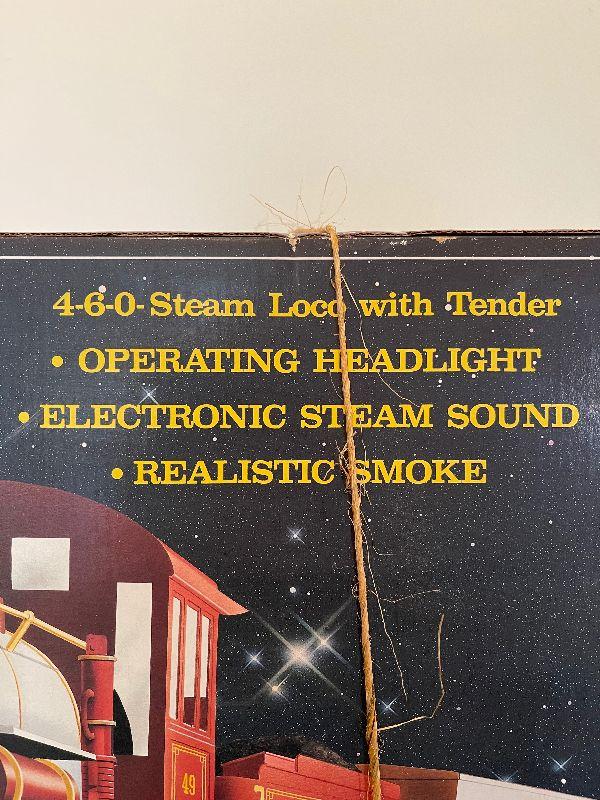 4-6-0-Steam Loco with Tender
• OPERATING HEADLIGHT
• ELECTRONIC STEAM SOUND
• REALISTIC SMOKE
49